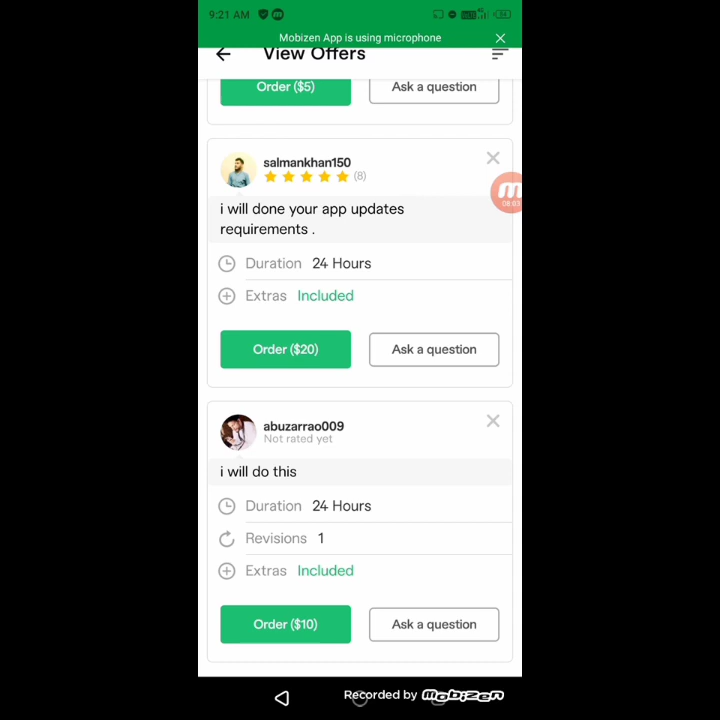 9:21 AM
Mobizen App is using microphone
View Offers
Order ($5)
Ask a question
salmankhan150
(8)
i will done your app updates
requirements .
Duration 24 Hours
Extras Included
Order ($20)
Ask a question
abuzarrao009
Not rated yet
i will do this
Duration 24 Hours
Revisions 1
Extras Included
Order ($10)
Ask a question
Recorded by mobizen